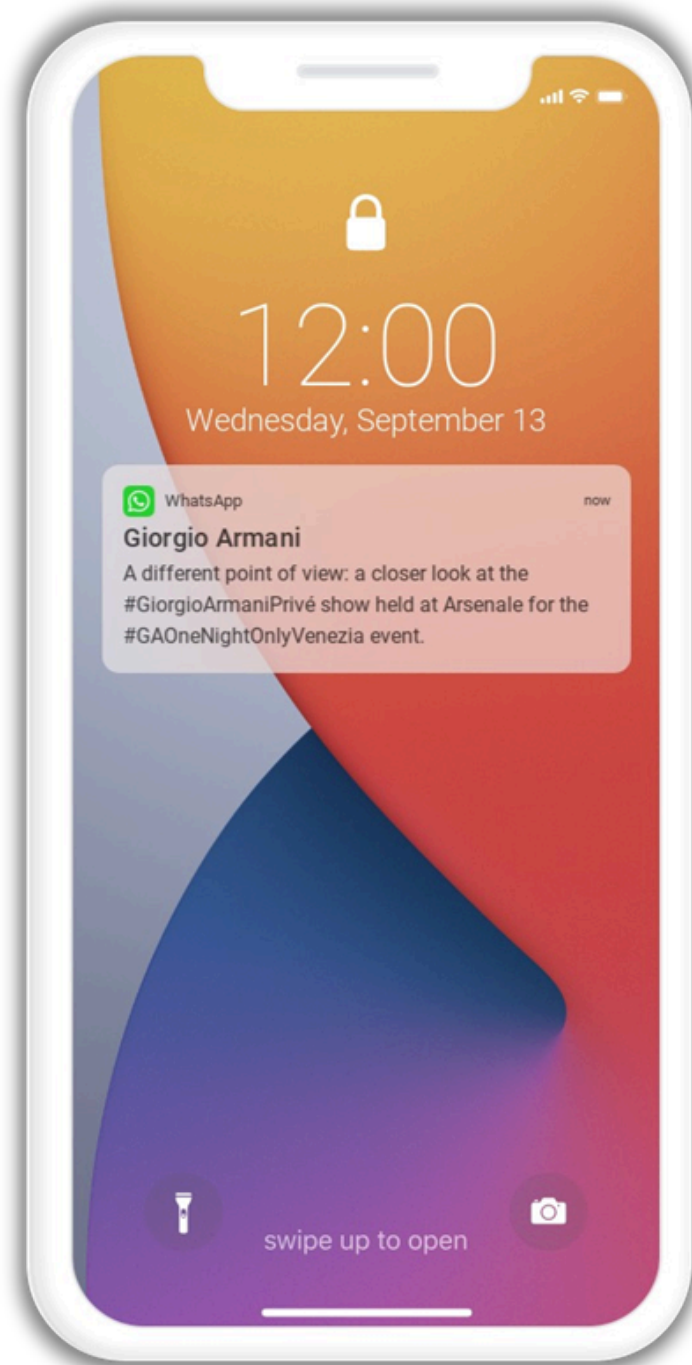 12:00
Wednesday, September 13
WhatsApp now
Giorgio Armani
A different point of view: a closer look at the
#GiorgioArmaniPrivé show held at Arsenale for the
#GAOneNightOnlyVenezia event.
swipe up to open